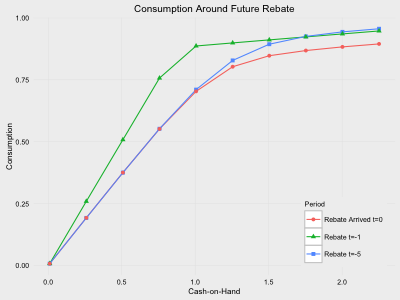 Consumption Around Future Rebate
1.00
0.75
0.50
0.25
0.00
Consumption
0.0
0.5
1.0
1.5
2.0
Cash-on-Hand
Period
Rebate Arrived t=0
Rebate t=-1
Rebate t=-5